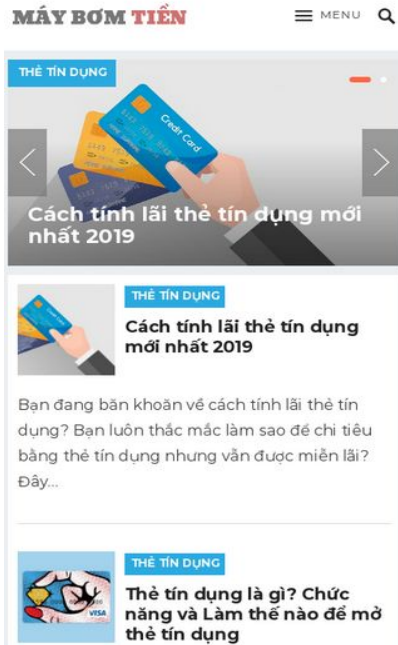 MÁY BƠM TIỀN
MENU
THẺ TÍN DỤNG
Credit Card
Cách tính lãi thẻ tín dụng mới
nhất 2019
THẺ TÍN DỤNG
Cách tính lãi thẻ tín dụng
mới nhất 2019
Bạn đang băn khoăn về cách tính lãi thẻ tín
dụng? Bạn luôn thắc mắc làm sao để chi tiêu
bằng thẻ tín dụng nhưng vẫn được miễn lãi?
Đây...
THẺ TÍN DỤNG
Thẻ tín dụng là gì? Chức
năng và Làm thế nào để mở
thẻ tín dụng
VISA